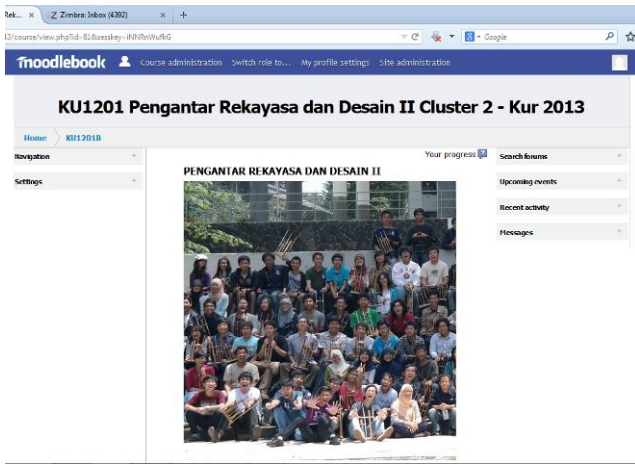 Rek... × Zimbra: Inbox (4392) × +
/course/view.php?id=81&sesskey=iNNRnWufkG
Google
moodlebook Course administration Switch role to... My profile settings Site administration
KU1201 Pengantar Rekayasa dan Desain II Cluster 2 - Kur 2013
Home KU1201B
Navigation
Settings
Your progress ?
PENGANTAR REKAYASA DAN DESAIN II
Search forums
Upcoming events
Recent activity
Messages